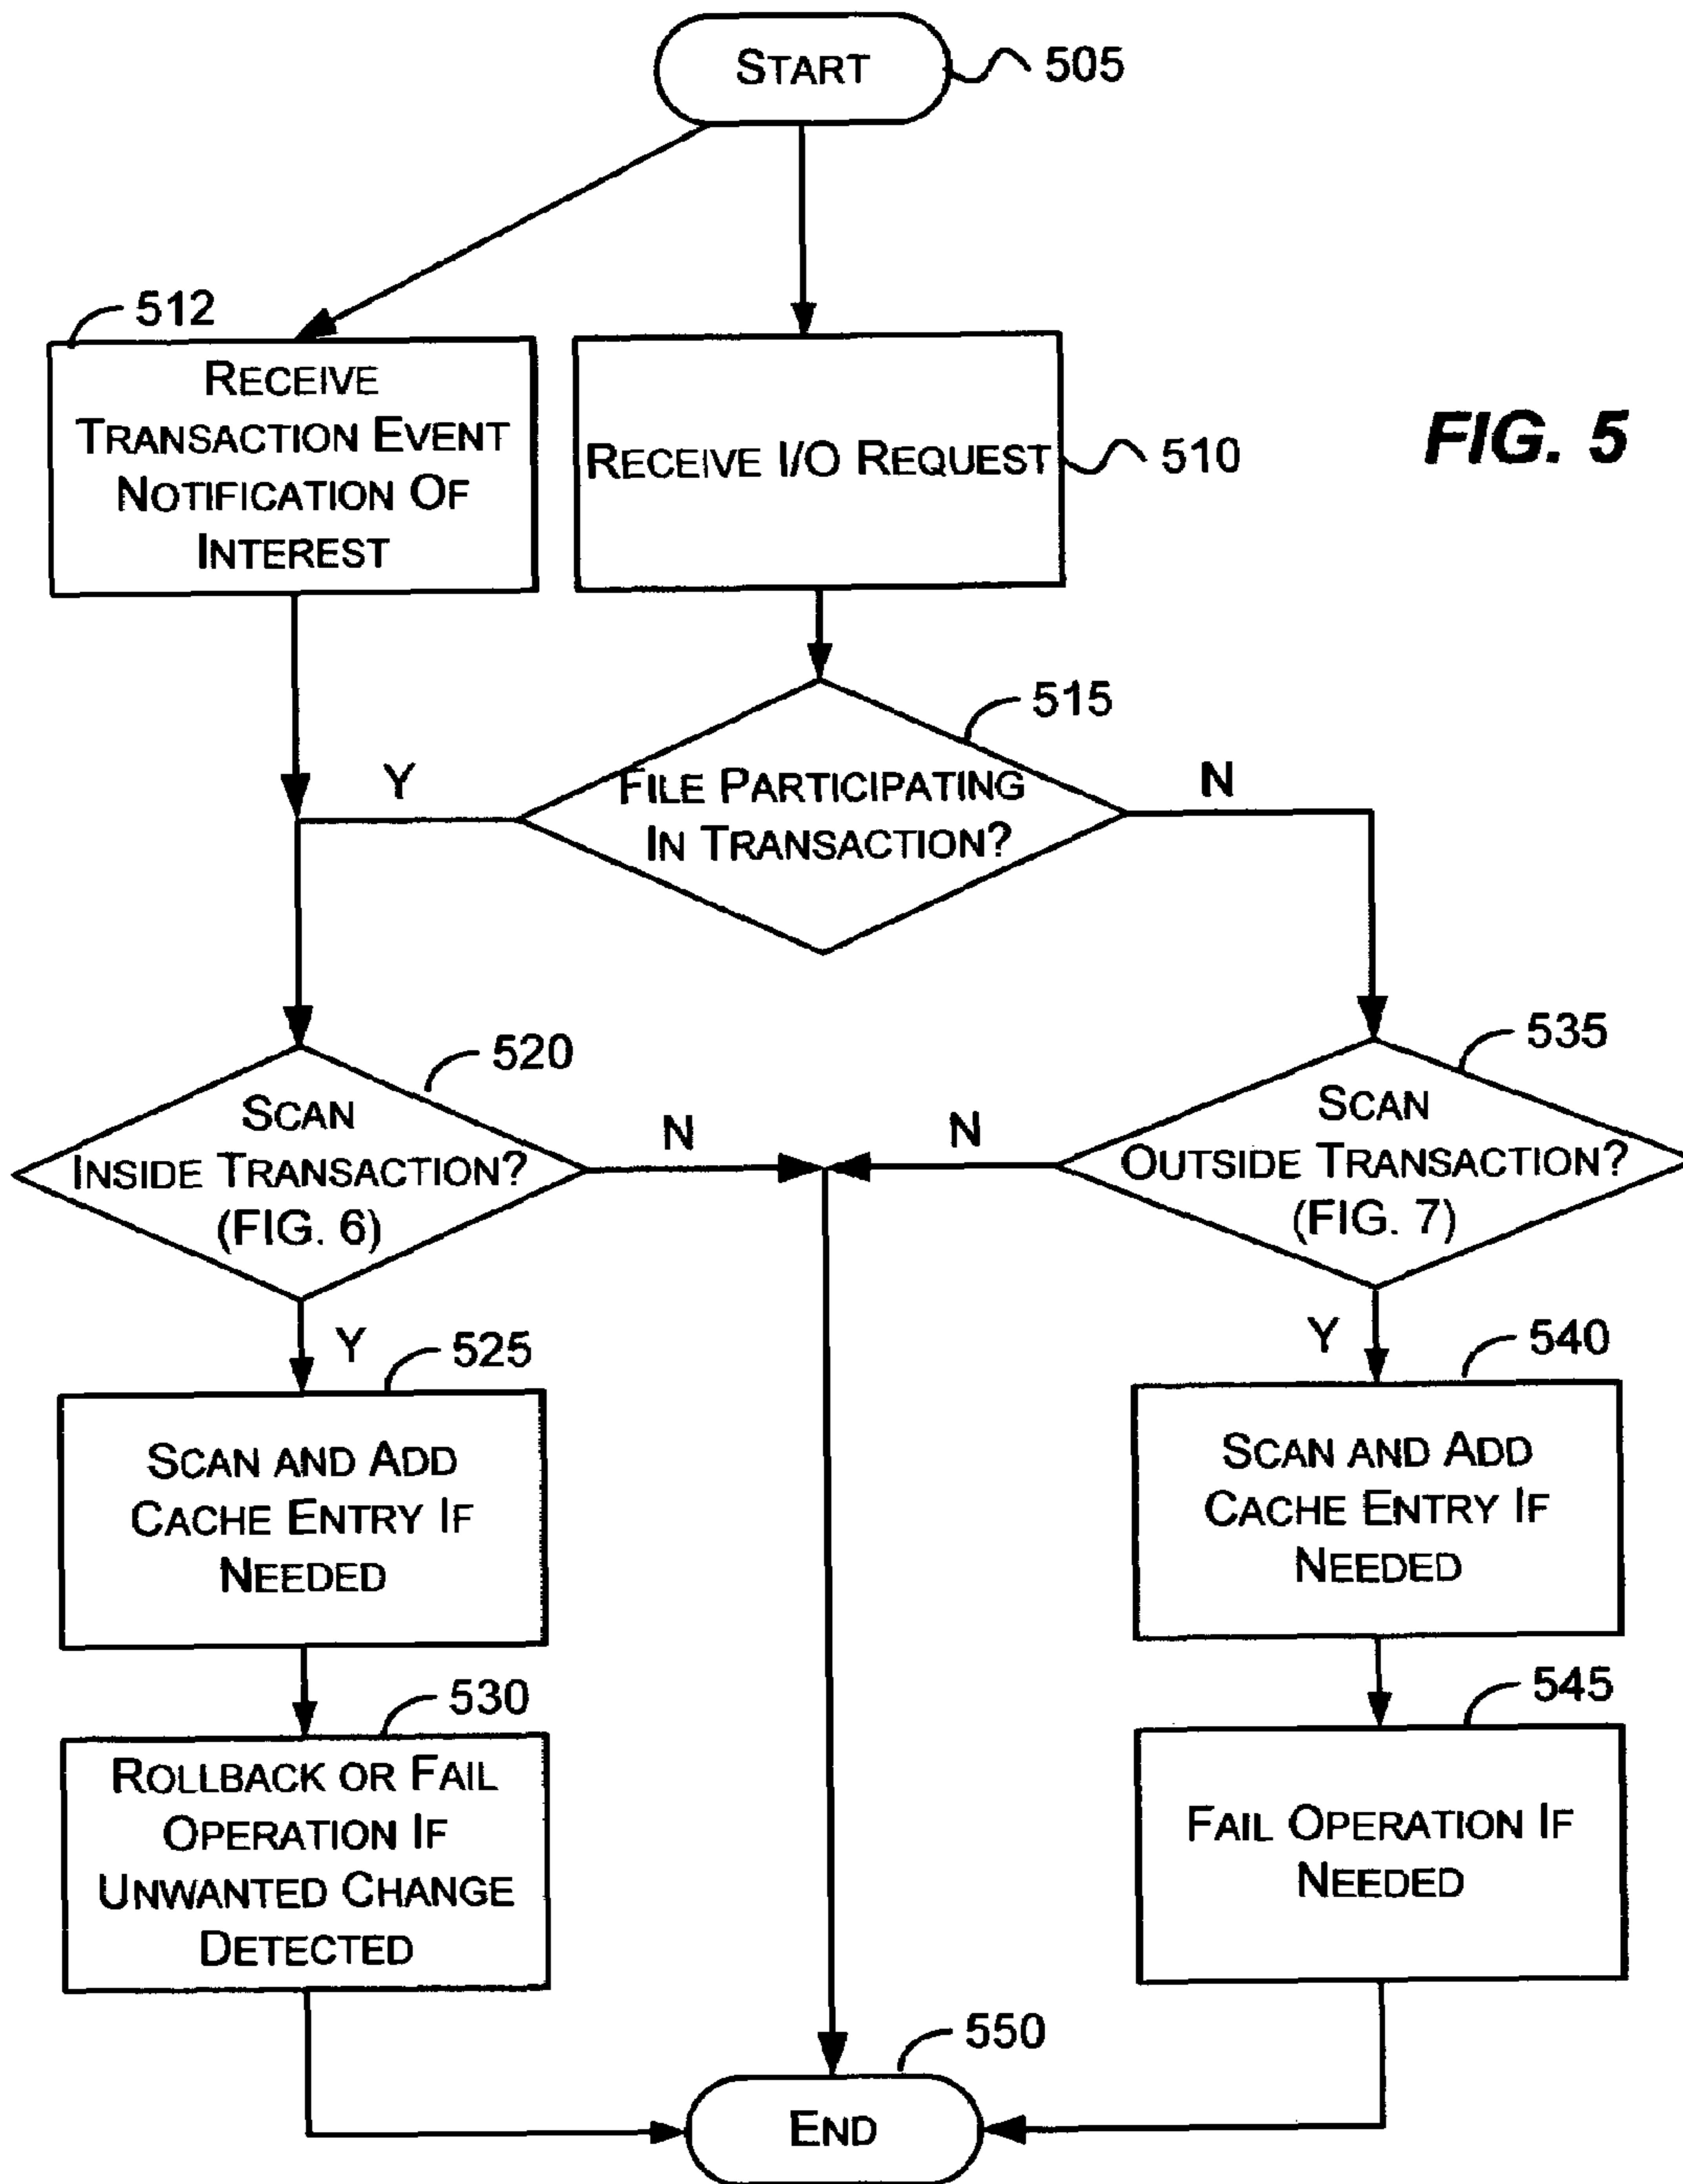 START
505
512
RECEIVE
TRANSACTION EVENT
NOTIFICATION OF
INTEREST
RECEIVE I/O REQUEST
510
FIG. 5
515
FILE PARTICIPATING
IN TRANSACTION?
Y
N
520
SCAN
INSIDE TRANSACTION?
(FIG. 6)
N
535
SCAN
OUTSIDE TRANSACTION?
(FIG. 7)
N
Y
525
SCAN AND ADD
CACHE ENTRY IF
NEEDED
Y
540
SCAN AND ADD
CACHE ENTRY IF
NEEDED
530
ROLLBACK OR FAIL
OPERATION IF
UNWANTED CHANGE
DETECTED
545
FAIL OPERATION IF
NEEDED
550
END